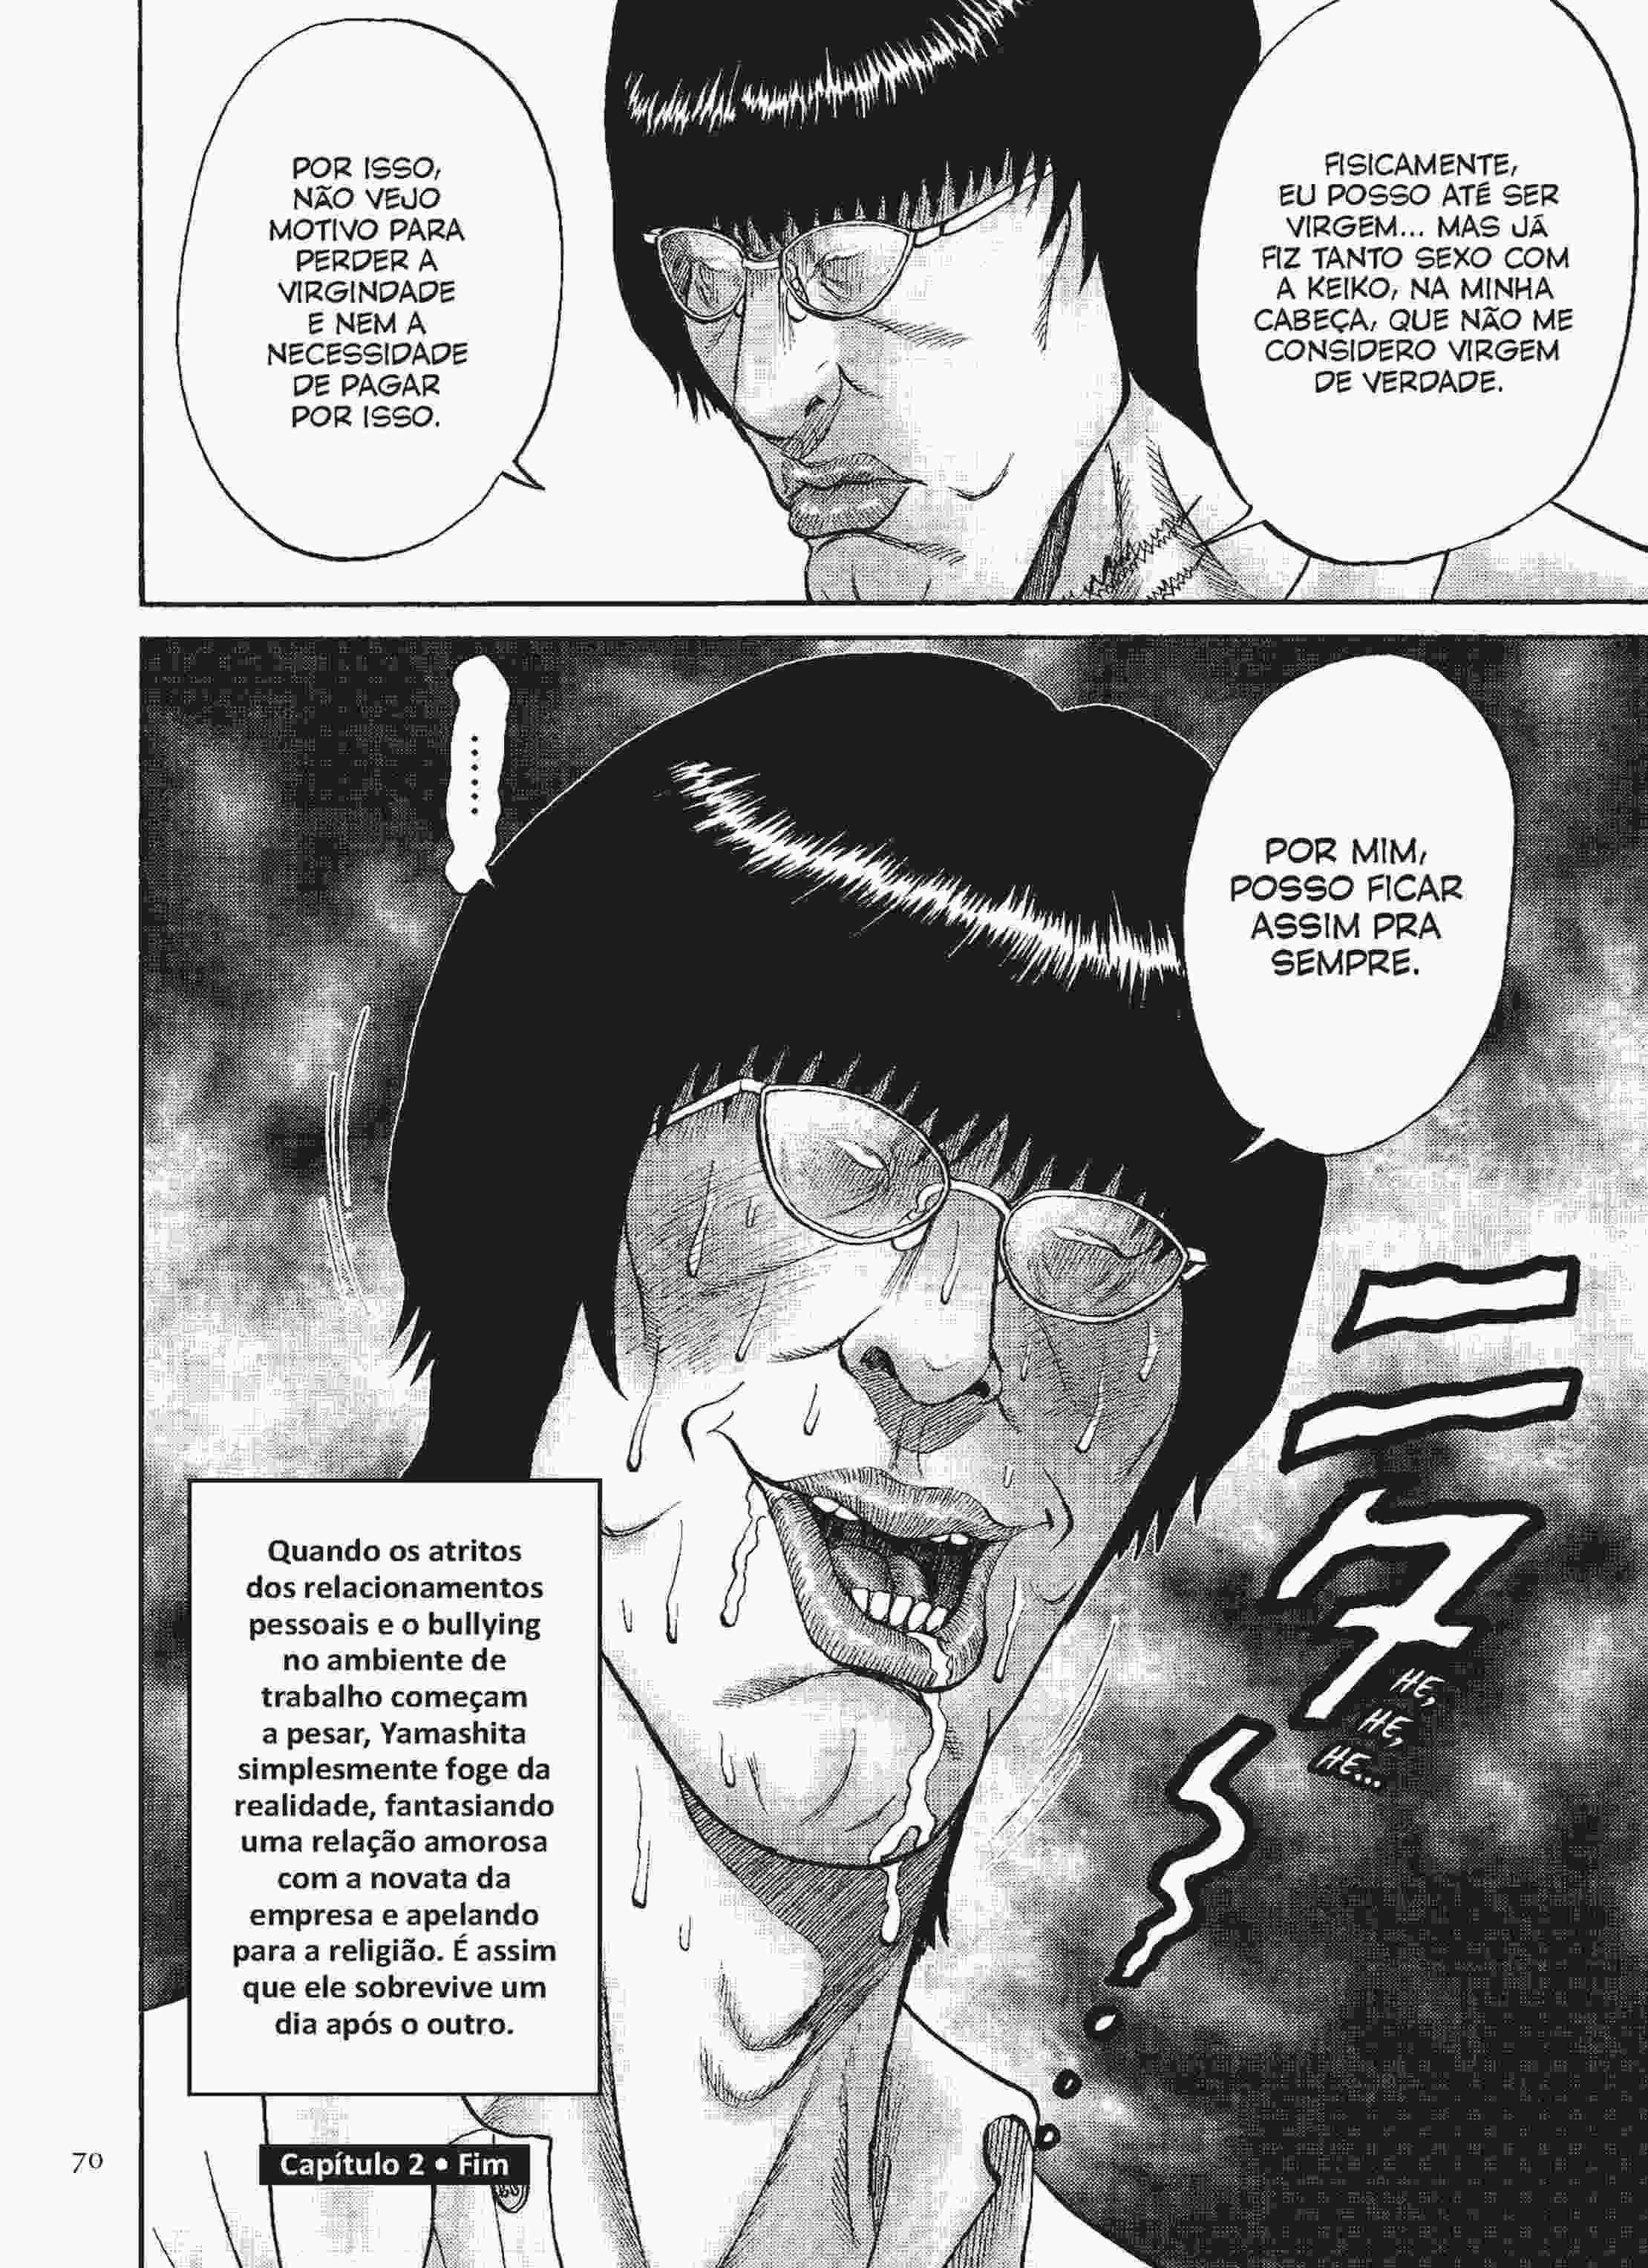 FISICAMENTE,
EU POSSO ATÉ SER
VIRGEM... MAS JÁ
FIZ TANTO SEXO COM
A KEIKO, NA MINHA
CABEÇA, QUE NÃO ME
CONSIDERO VIRGEM
DE VERDADE.
POR ISSO,
NÃO VEJO
MOTIVO PARA
PERDER A
VIRGINDADE
E NEM A
NECESSIDADE
DE PAGAR
POR ISSO.
POR MIM,
POSSO FICAR
ASSIM PRA
SEMPRE.
.......
ニタ〜...
HE,
HE,
HE...
Quando os atritos
dos relacionamentos
pessoais e o bullying
no ambiente de
trabalho começam
a pesar, Yamashita
simplesmente foge da
realidade, fantasiando
uma relação amorosa
com a novata da
empresa e apelando
para a religião. É assim
que ele sobrevive um
dia após o outro.
70
Capítulo 2 • Fim